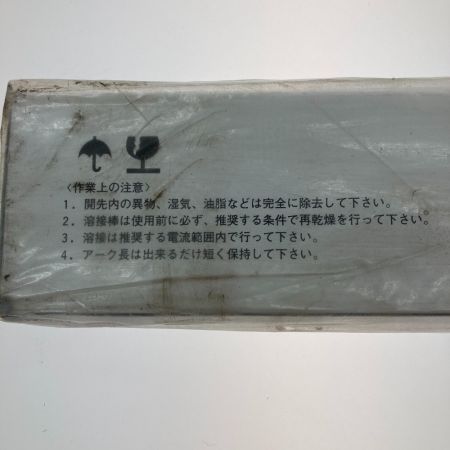 〈作業上の注意〉
1. 開先内の異物、湿気、油脂などは完全に除去して下さい。
2. 溶接棒は使用前に必ず、推奨する条件で再乾燥を行って下さい。
3. 溶接は推奨する電流範囲内で行って下さい。
4. アーク長は出来るだけ短く保持して下さい。